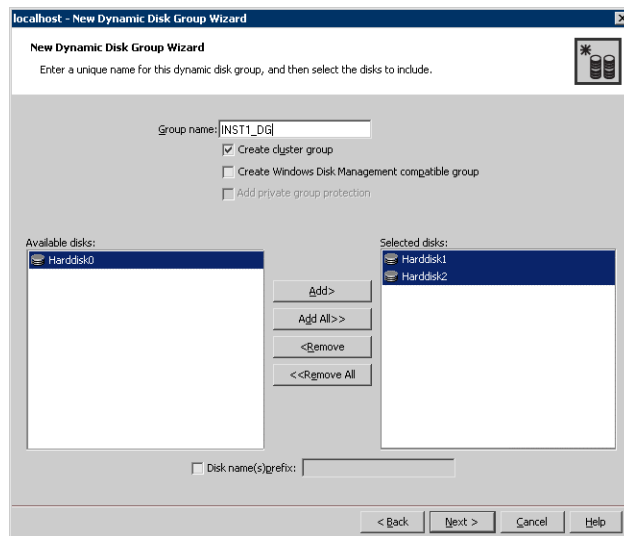 localhost - New Dynamic Disk Group Wizard
New Dynamic Disk Group Wizard
Enter a unique name for this dynamic disk group, and then select the disks to include.
Group name: INST1_DG
Create cluster group
Create Windows Disk Management compatible group
Add private group protection
Available disks:
Harddisk0
Selected disks:
Harddisk1
Harddisk2
Add>
Add All>>
<Remove
<<Remove All
Disk name(s)prefix:
< Back
Next >
Cancel
Help